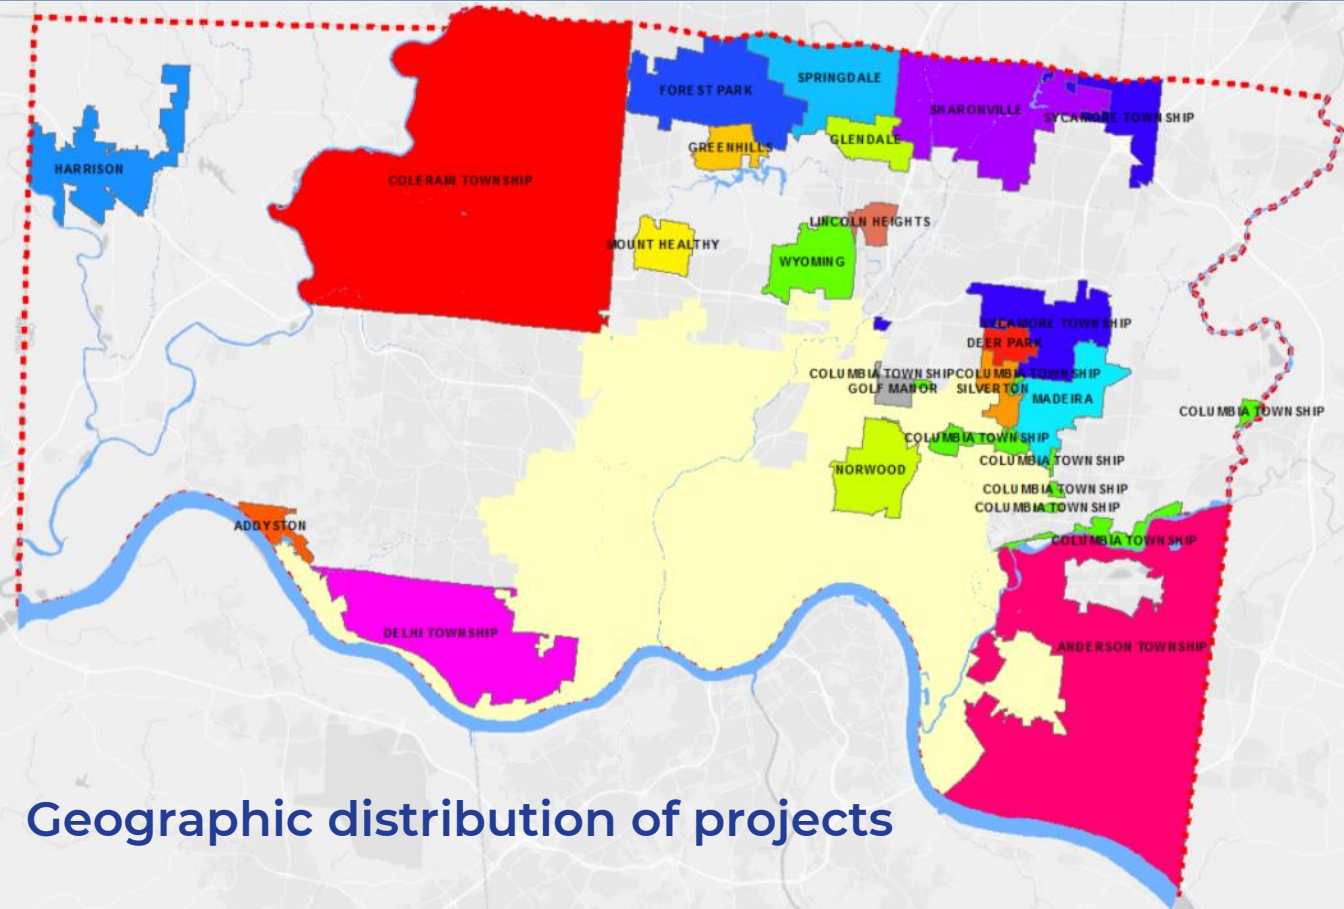 SPRINGDALE
FOREST PARK
SHARONVILLE
SYCAMORE TOWNSHIP
GLENDALE
GREENHILLS
HARRISON
COLERAIN TOWNSHIP
LINCOLN HEIGHTS
MOUNT HEALTHY
WYOMING
SYCAMORE TOWNSHIP
DEER PARK
COLUMBIA TOWNSHIP
COLUMBIA TOWNSHIP
GOLF MANOR
SILVERTON
MADEIRA
COLUMBIA TOWNSHIP
COLUMBIA TOWNSHIP
NORWOOD
COLUMBIA TOWNSHIP
COLUMBIA TOWNSHIP
COLUMBIA TOWNSHIP
ADDYSTON
COLUMBIA TOWNSHIP
DELHI TOWNSHIP
ANDERSON TOWNSHIP
Geographic distribution of projects